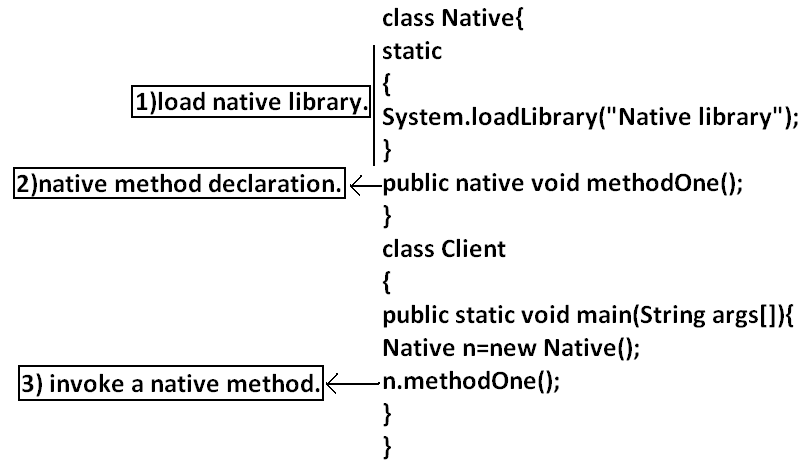 class Native{
static
{
1)load native library.
System.loadLibrary("Native library");
}
2)native method declaration.
public native void methodOne();
}
class Client
{
public static void main(String args[]){
Native n=new Native();
3) invoke a native method.
n.methodOne();
}
}